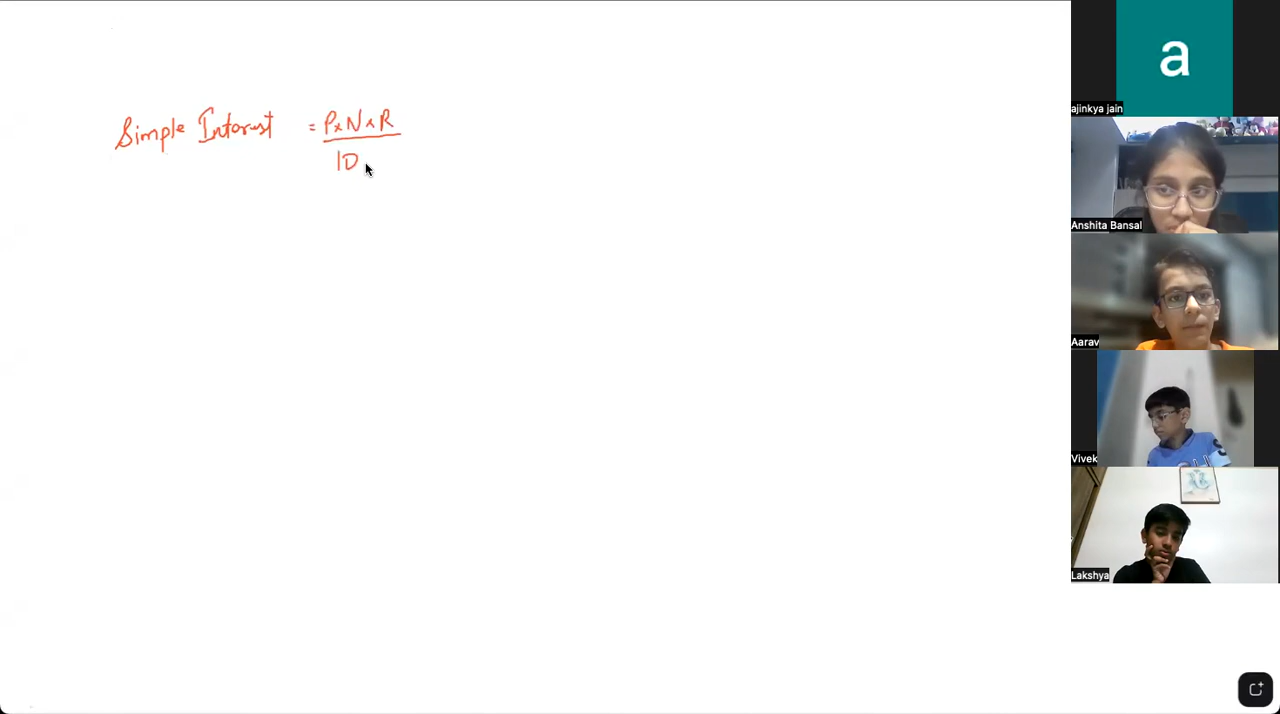 Simple Interest = P×N×R
10
a
ajinkya jain
Anshita Bansal
Aarav
Vivek
Lakshya